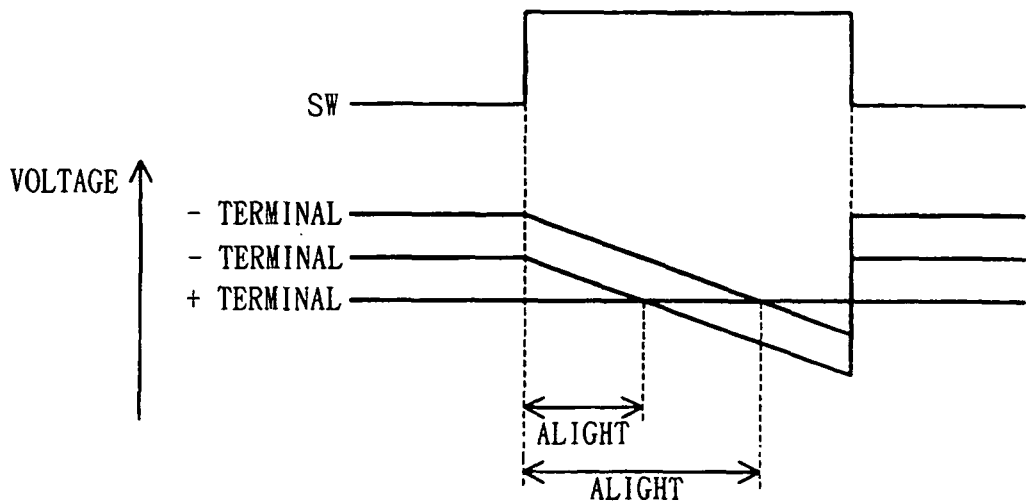 SW
VOLTAGE
- TERMINAL
- TERMINAL
+ TERMINAL
ALIGHT
ALIGHT